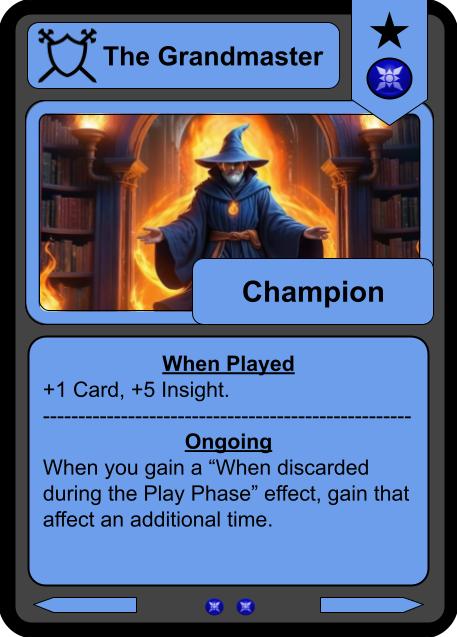 The Grandmaster
Champion
When Played
+1 Card, +5 Insight.
Ongoing
When you gain a “When discarded
during the Play Phase” effect, gain that
affect an additional time.